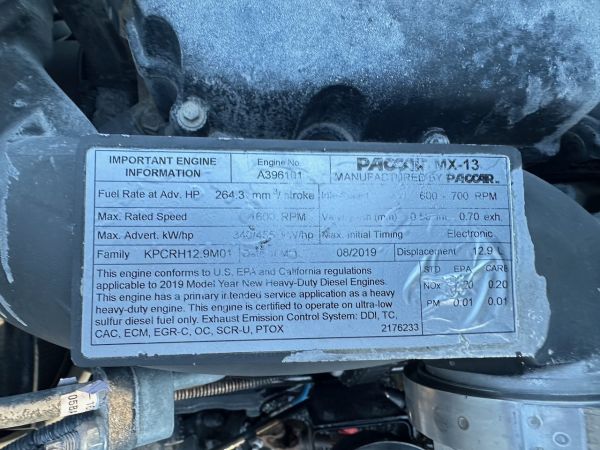 IMPORTANT ENGINE INFORMATION
Engine No. A396101
PACCAR MX-13
MANUFACTURED BY PACCAR
Fuel Rate at Adv. HP 264.3 mm³/stroke
600 - 700 RPM
Max. Rated Speed 1600 RPM
(mm) 0.70 exh.
Max. Advert. kW/hp 340/455 kW/hp
Max. Initial Timing Electronic
Family KPCRH12.9M01
08/2019
Displacement 12.9 L
This engine conforms to U.S. EPA and California regulations
applicable to 2019 Model Year New Heavy-Duty Diesel Engines.
This engine has a primary intended service application as a heavy
heavy-duty engine. This engine is certified to operate on ultra-low
sulfur diesel fuel only. Exhaust Emission Control System: DDI, TC,
CAC, ECM, EGR-C, OC, SCR-U, PTOX
2176233
STD EPA CARB
NOx 0.20 0.20
PM 0.01 0.01